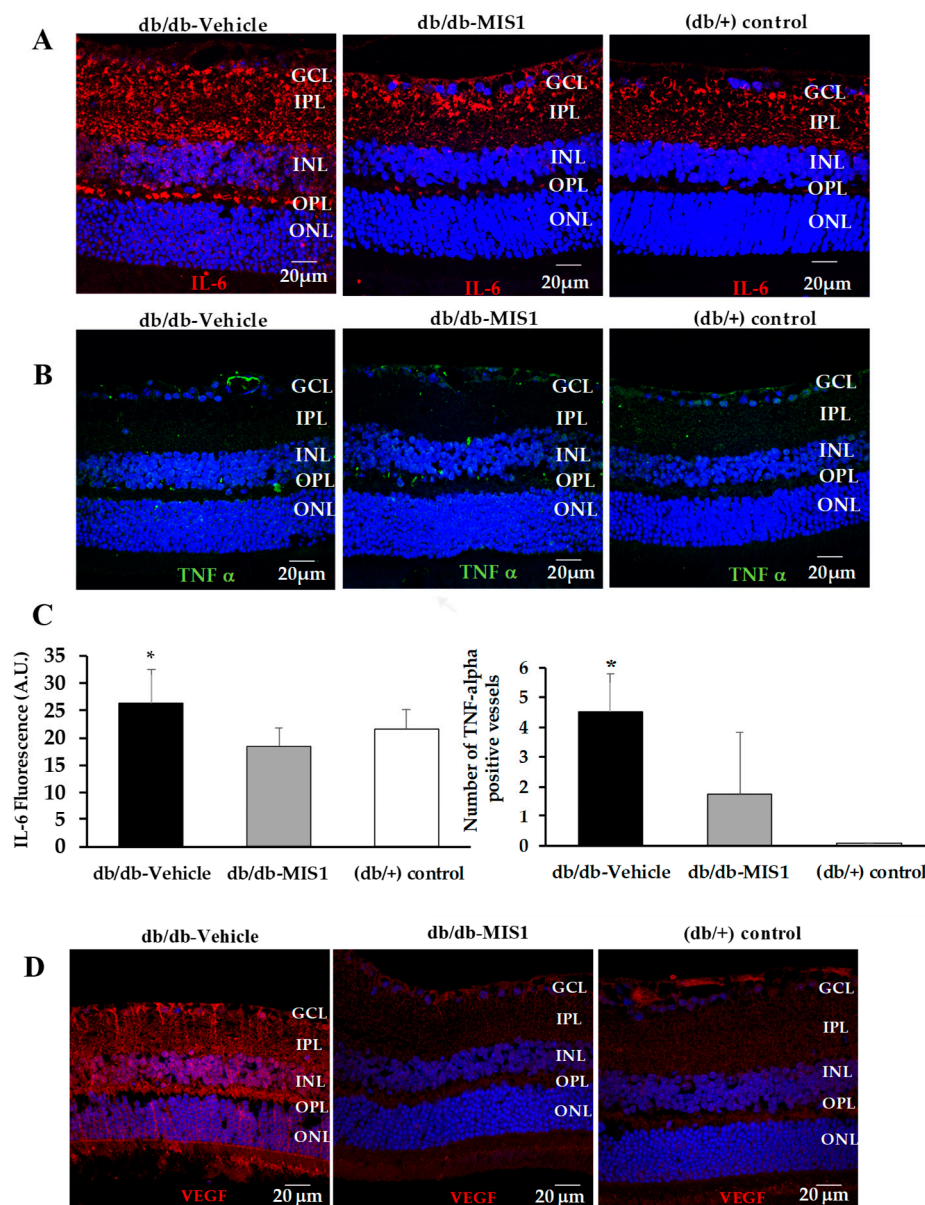 db/db-Vehicle db/db-MIS1 (db/+) control
A
GCL GCL GCL
IPL IPL IPL
INL INL INL
OPL OPL OPL
ONL ONL ONL
20µm 20µm 20µm
IL-6 IL-6 IL-6
db/db-Vehicle db/db-MIS1 (db/+) control
B
GCL GCL GCL
IPL IPL IPL
INL INL INL
OPL OPL OPL
ONL ONL ONL
20µm 20µm 20µm
TNF α TNF α TNF α
C
IL-6 Fluorescence (A.U.)
35
30
25
20
15
10
5
0
*
db/db-Vehicle db/db-MIS1 (db/+) control
Number of TNF-alpha
positive vessels
6
5
4
3
2
1
0
*
db/db-Vehicle db/db-MIS1 (db/+) control
db/db-Vehicle db/db-MIS1 (db/+) control
D
GCL GCL GCL
IPL IPL IPL
INL INL INL
OPL OPL OPL
ONL ONL ONL
20 µm 20 µm 20 µm
VEGF VEGF VEGF